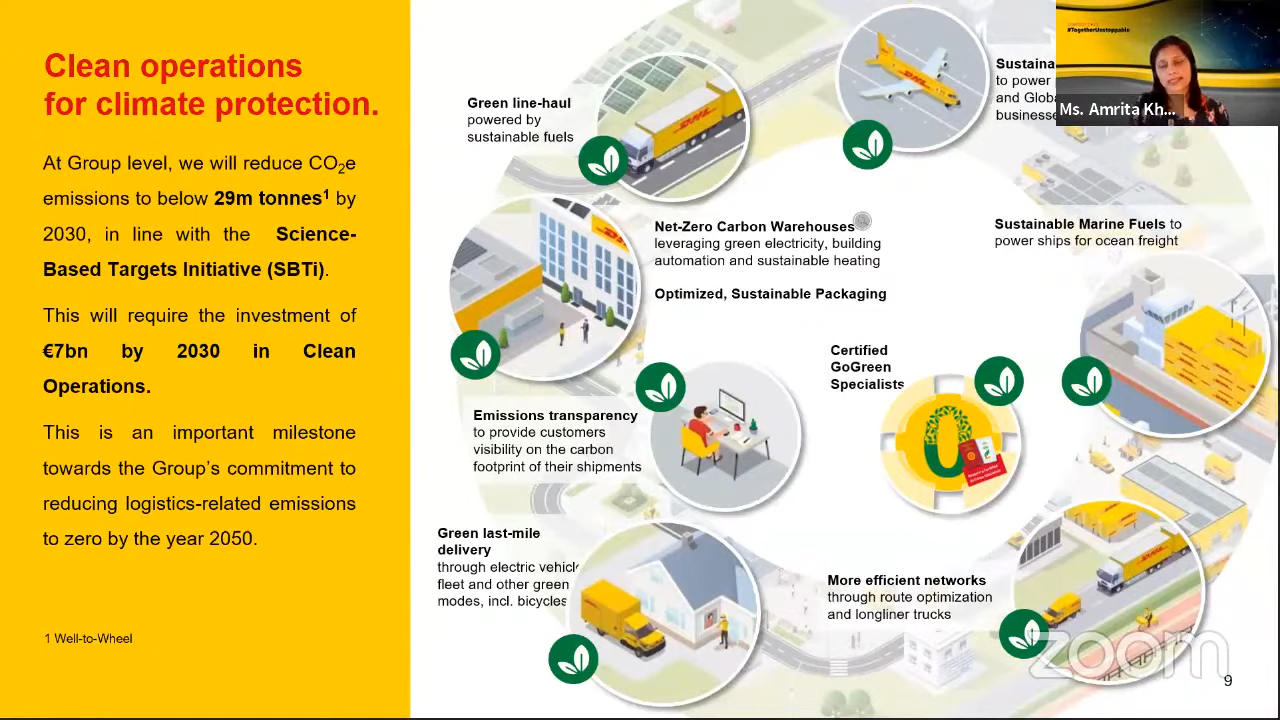 Clean operations
for climate protection.
At Group level, we will reduce CO₂e
emissions to below 29m tonnes¹ by
2030, in line with the Science-
Based Targets Initiative (SBTi).
This will require the investment of
€7bn by 2030 in Clean
Operations.
This is an important milestone
towards the Group's commitment to
reducing logistics-related emissions
to zero by the year 2050.
1 Well-to-Wheel
Green line-haul
powered by
sustainable fuels
DHL
DHL
Sustaina
to power
and Globa
businesse
#TogetherUnstoppable
Ms. Amrita Kh...
Net-Zero Carbon Warehouses
leveraging green electricity, building
automation and sustainable heating
Optimized, Sustainable Packaging
Sustainable Marine Fuels to
power ships for ocean freight
Certified
GoGreen
Specialists
Emissions transparency
to provide customers
visibility on the carbon
footprint of their shipments
Green last-mile
delivery
through electric vehicle
fleet and other green
modes, incl. bicycles
More efficient networks
through route optimization
and longliner trucks
zoom
9